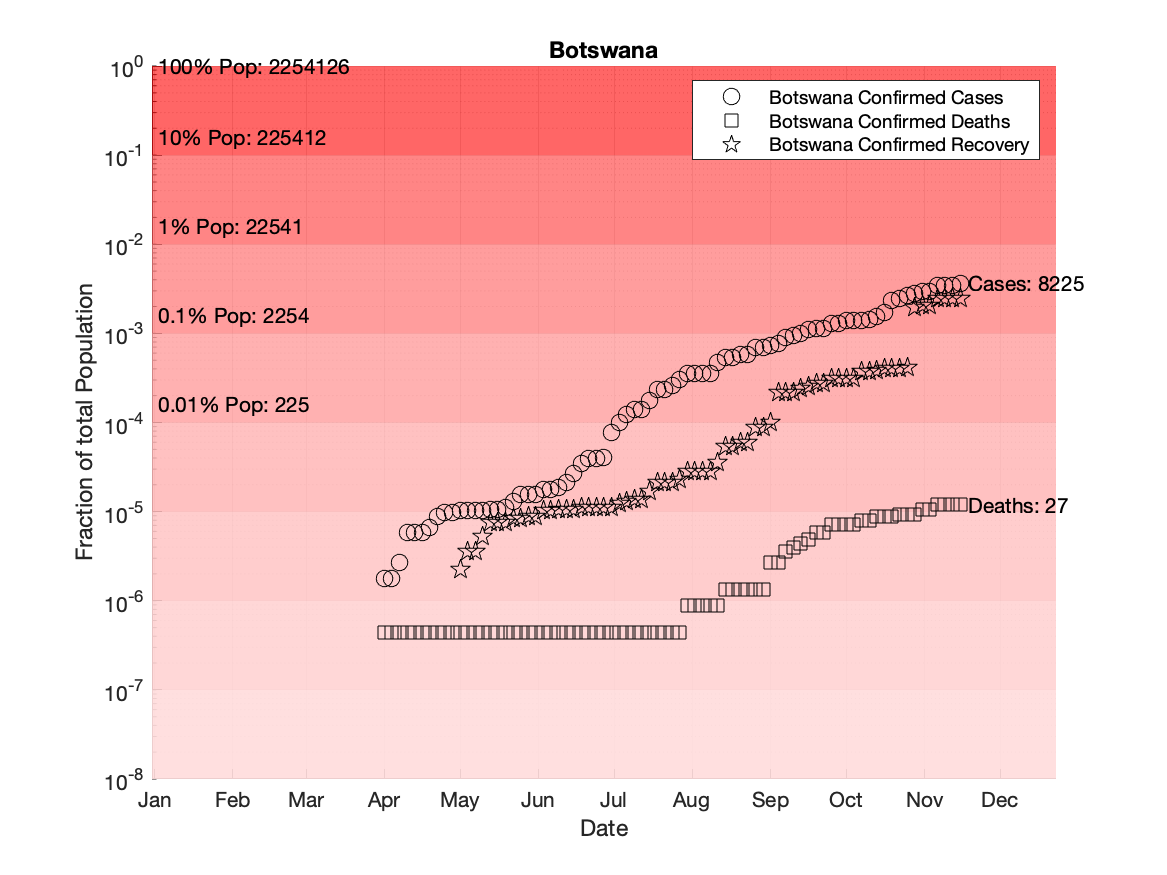 Botswana
Botswana Confirmed Cases
Botswana Confirmed Deaths
Botswana Confirmed Recovery
10^0
100% Pop: 2254126
10% Pop: 225412
10^-1
1% Pop: 22541
10^-2
Cases: 8225
0.1% Pop: 2254
10^-3
0.01% Pop: 225
10^-4
Deaths: 27
10^-5
10^-6
10^-7
10^-8
Fraction of total Population
Jan Feb Mar Apr May Jun Jul Aug Sep Oct Nov Dec
Date